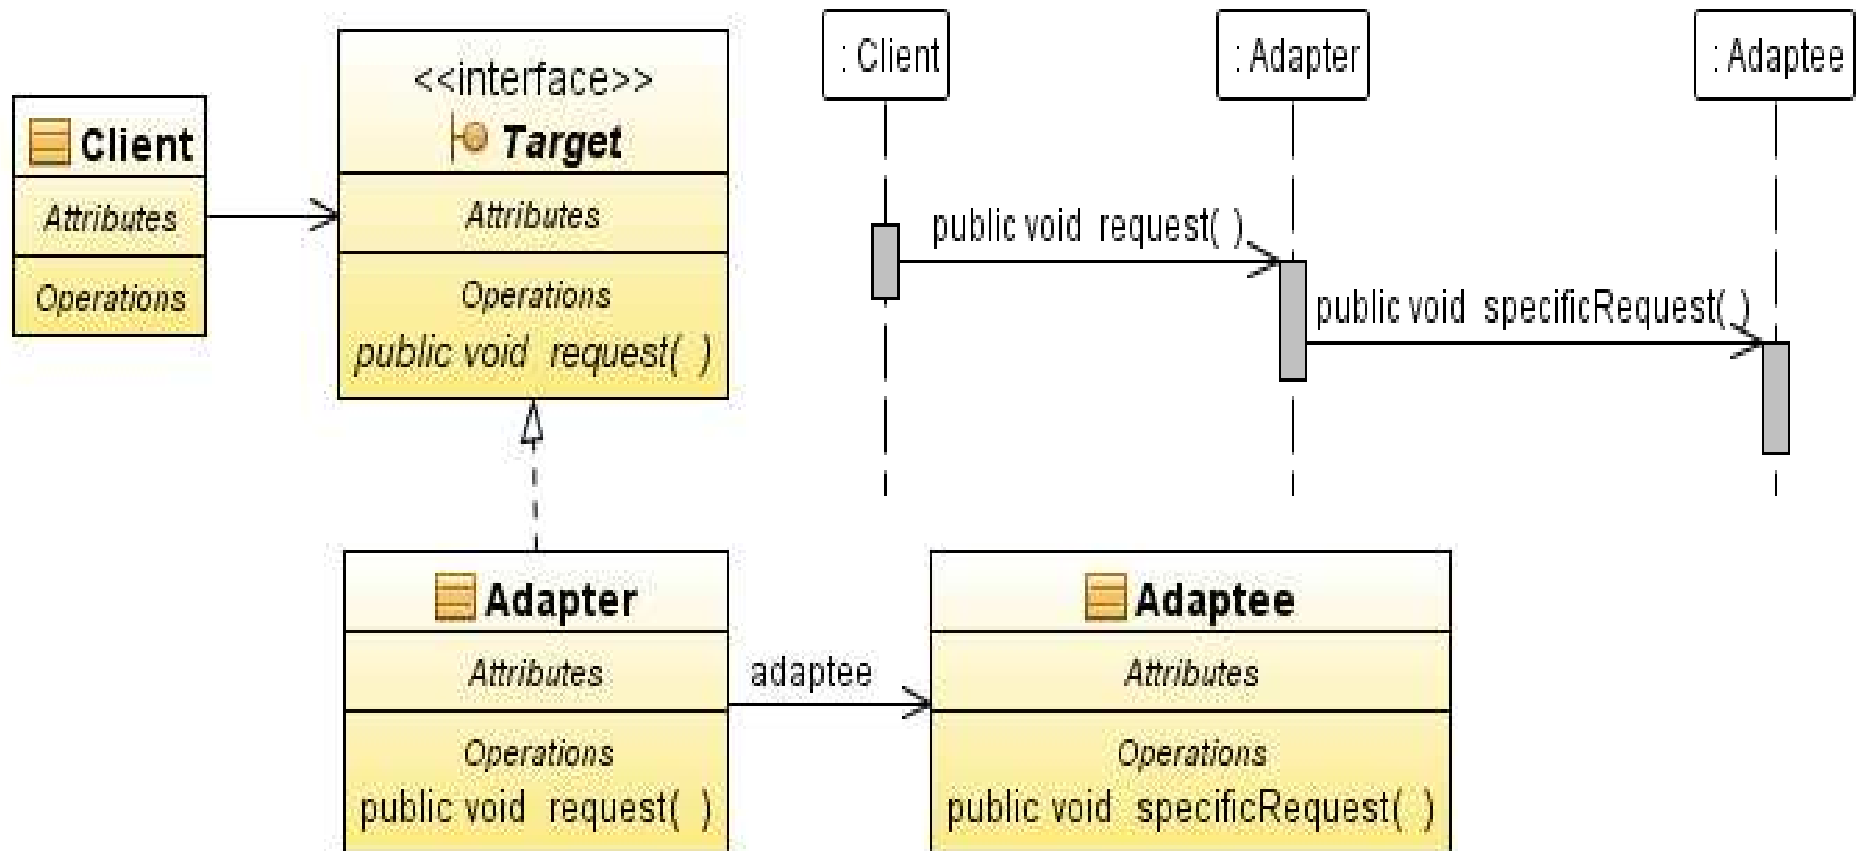 Client
Attributes
Operations
<<interface>>
Target
Attributes
Operations
public void request( )
Adapter
Attributes
Operations
public void request( )
adaptee
Adaptee
Attributes
Operations
public void specificRequest( )
: Client
: Adapter
: Adaptee
public void request( )
public void specificRequest( )